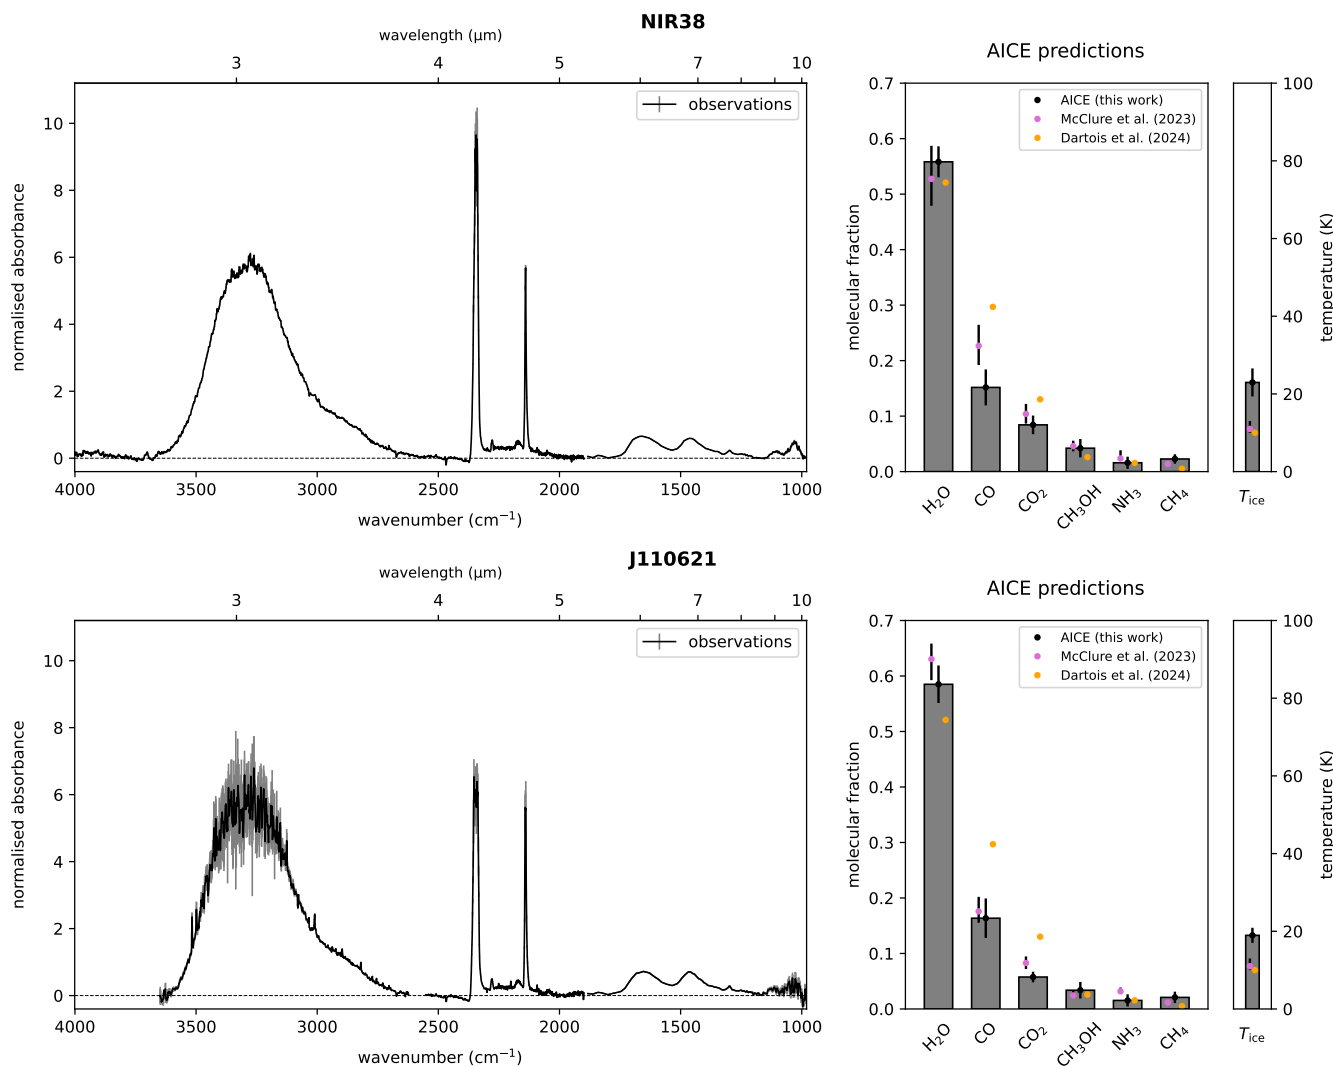 NIR38
wavelength (μm)
3 4 5 7 10
normalised absorbance
10
8
6
4
2
0
observations
4000 3500 3000 2500 2000 1500 1000
wavenumber (cm⁻¹)
AICE predictions
molecular fraction
0.7
0.6
0.5
0.4
0.3
0.2
0.1
0.0
AICE (this work)
McClure et al. (2023)
Dartois et al. (2024)
H₂O CO CO₂ CH₃OH NH₃ CH₄
100
80
60
40
20
0
temperature (K)
T_ice
J110621
wavelength (μm)
3 4 5 7 10
normalised absorbance
10
8
6
4
2
0
observations
4000 3500 3000 2500 2000 1500 1000
wavenumber (cm⁻¹)
AICE predictions
molecular fraction
0.7
0.6
0.5
0.4
0.3
0.2
0.1
0.0
AICE (this work)
McClure et al. (2023)
Dartois et al. (2024)
H₂O CO CO₂ CH₃OH NH₃ CH₄
100
80
60
40
20
0
temperature (K)
T_ice